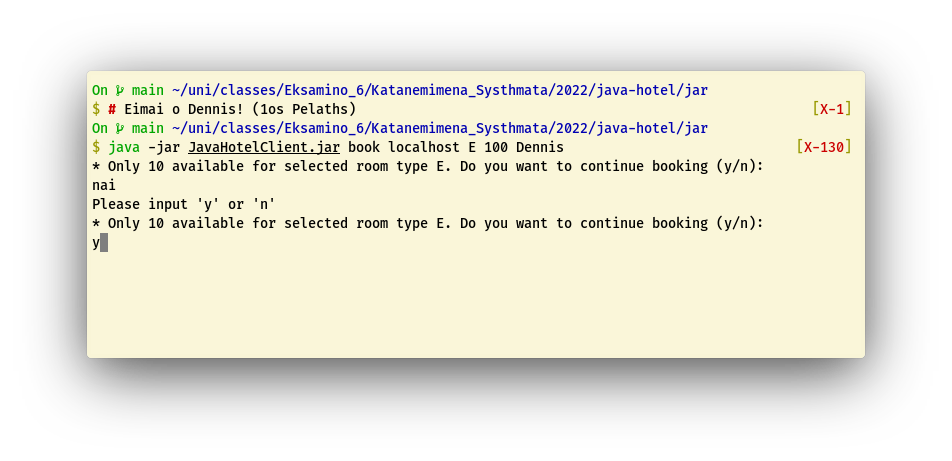 On main ~/uni/classes/Eksamino_6/Katanemimena_Systhmata/2022/java-hotel/jar
$ # Eimai o Dennis! (1os Pelaths) [X-1]
On main ~/uni/classes/Eksamino_6/Katanemimena_Systhmata/2022/java-hotel/jar
$ java -jar JavaHotelClient.jar book localhost E 100 Dennis [X-130]
* Only 10 available for selected room type E. Do you want to continue booking (y/n):
nai
Please input 'y' or 'n'
* Only 10 available for selected room type E. Do you want to continue booking (y/n):
y